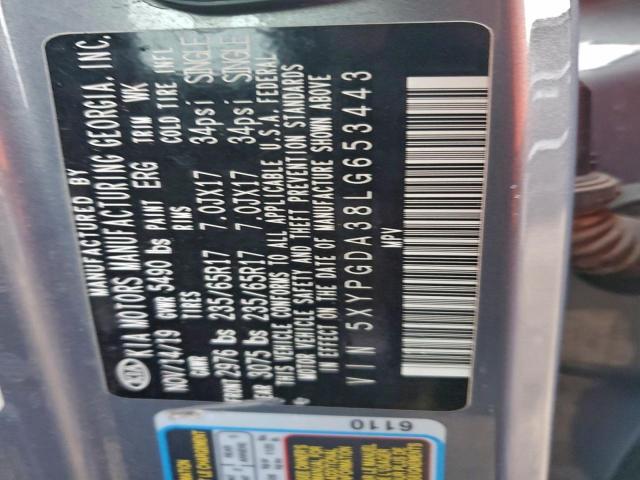 MANUFACTURED BY
KIA KIA MOTORS MANUFACTURING GEORGIA, INC.
NOV/14/19 GVWR 5490 lbs PAINT ERG TRIM WK
GAWR TIRES RIMS COLD TIRE INFL
FRNT 2976 lbs 235/65R17 7.0JX17 34psi SINGLE
REAR 3075 lbs 235/65R17 7.0JX17 34psi SINGLE
THIS VEHICLE CONFORMS TO ALL APPLICABLE U.S.A. FEDERAL
MOTOR VEHICLE SAFETY AND THEFT PREVENTION STANDARDS
IN EFFECT ON THE DATE OF MANUFACTURE SHOWN ABOVE
VIN 5XYPGDA38LG653443
MPV
6110